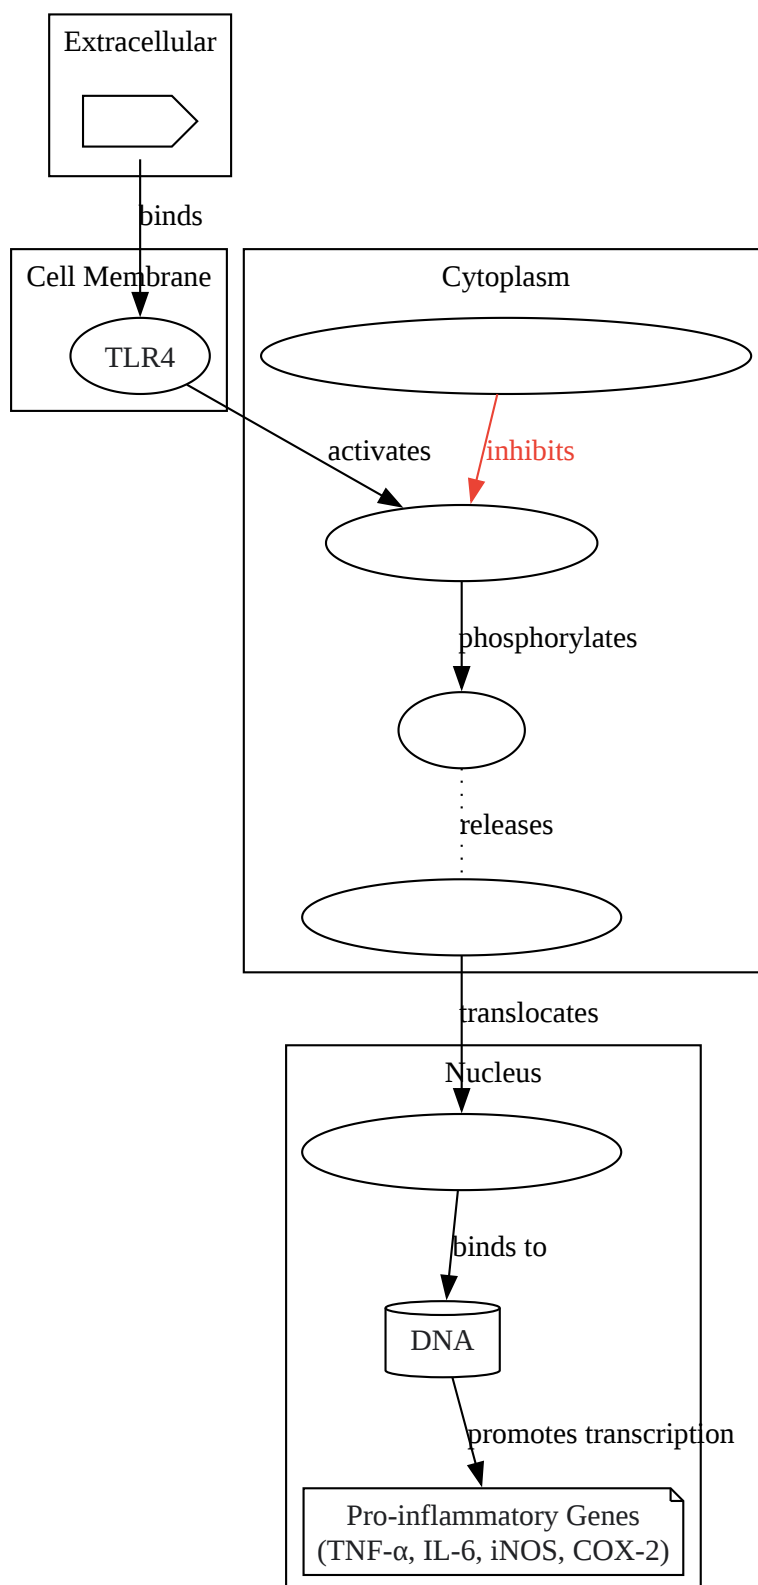 Extracellular
binds
Cell Membrane
Cytoplasm
TLR4
activates
inhibits
phosphorylates
releases
translocates
Nucleus
binds to
DNA
promotes transcription
Pro-inflammatory Genes
(TNF-α, IL-6, iNOS, COX-2)